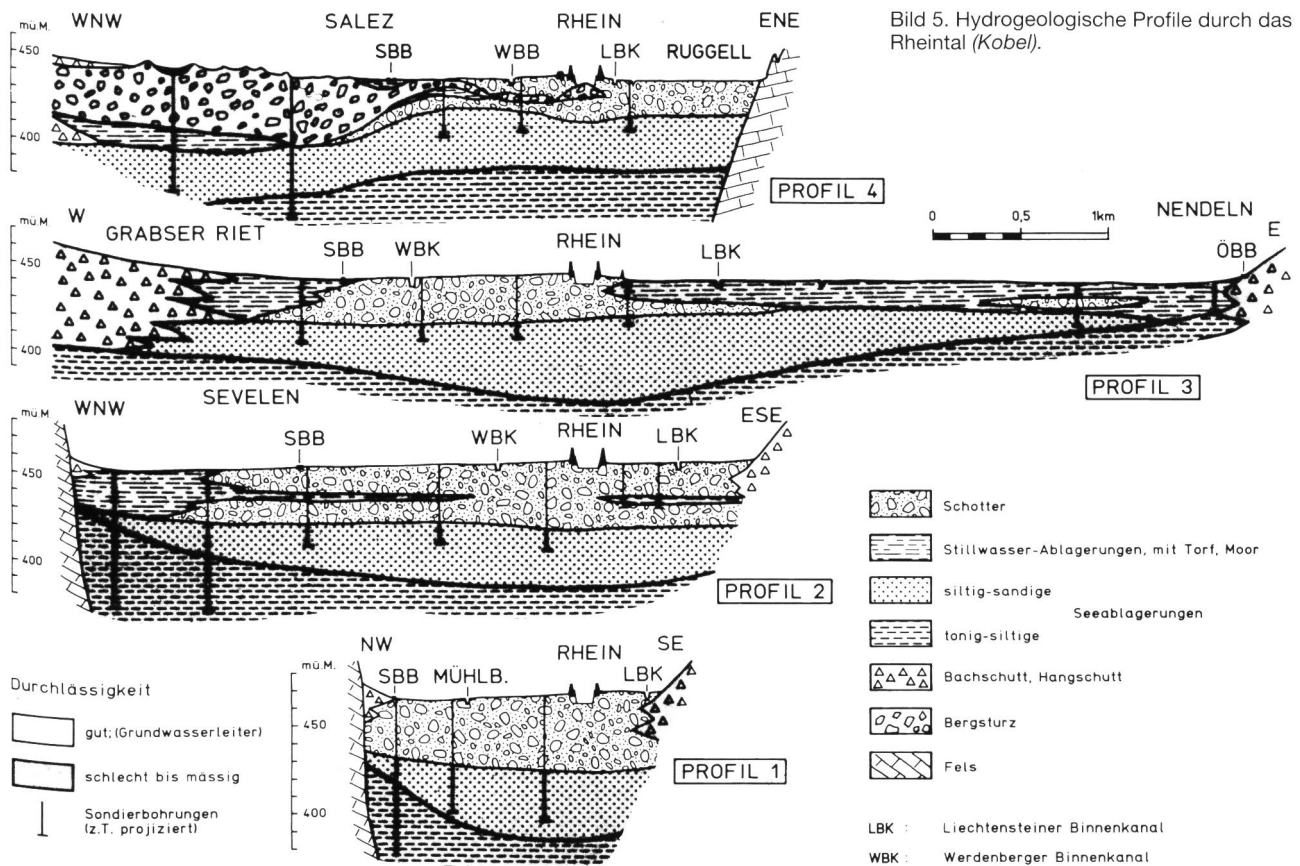 Bild 5. Hydrogeologische Profile durch das
Rheintal (Kobel).
WNW SALEZ RHEIN ENE
mü.M.
SBB WBB LBK RUGGELL
450
400
PROFIL 4
W GRABSER RIET RHEIN NENDELN E
mü.M.
SBB WBK LBK ÖBB
450
400
0 0,5 1km
PROFIL 3
WNW SEVELEN RHEIN ESE
mü.M.
SBB WBK LBK
450
400
PROFIL 2
NW RHEIN SE
mü.M.
SBB MÜHLB. LBK
450
400
PROFIL 1
Durchlässigkeit
gut; (Grundwasserleiter)
schlecht bis mässig
Sondierbohrungen
(z.T. projiziert)
Schotter
Stillwasser-Ablagerungen, mit Torf, Moor
siltig-sandige
Seeablagerungen
tonig-siltige
Bachschutt, Hangschutt
Bergsturz
Fels
LBK : Liechtensteiner Binnenkanal
WBK : Werdenberger Binnenkanal